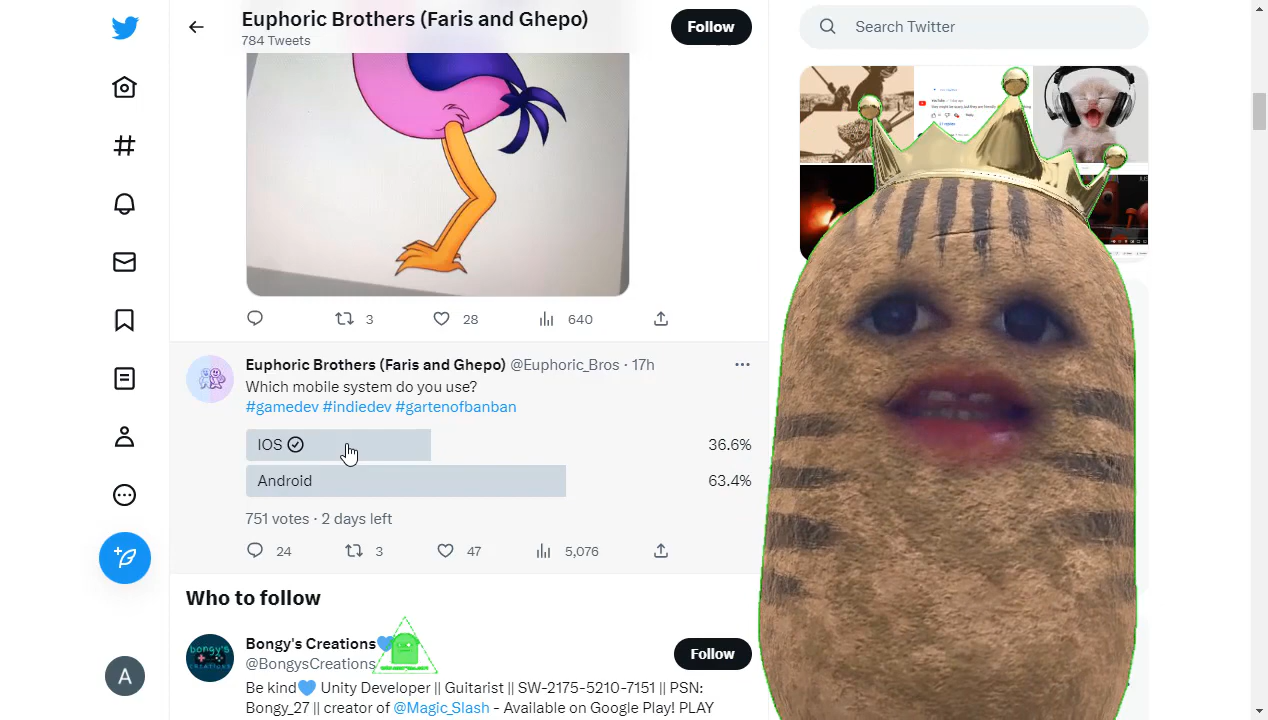 Euphoric Brothers (Faris and Ghepo)
784 Tweets
Follow
Search Twitter
3
28
640
Euphoric Brothers (Faris and Ghepo) @Euphoric_Bros · 17h
Which mobile system do you use?
#gamedev #indiedev #gartenofbanban
IOS
36.6%
Android
63.4%
751 votes · 2 days left
24
3
47
5,076
Who to follow
Bongy's Creations💙
@BongysCreations
Follow
bongy's
CREATIONS
Be kind💙 Unity Developer || Guitarist || SW-2175-5210-7151 || PSN:
Bongy_27 || creator of @Magic_Slash - Available on Google Play! PLAY
A